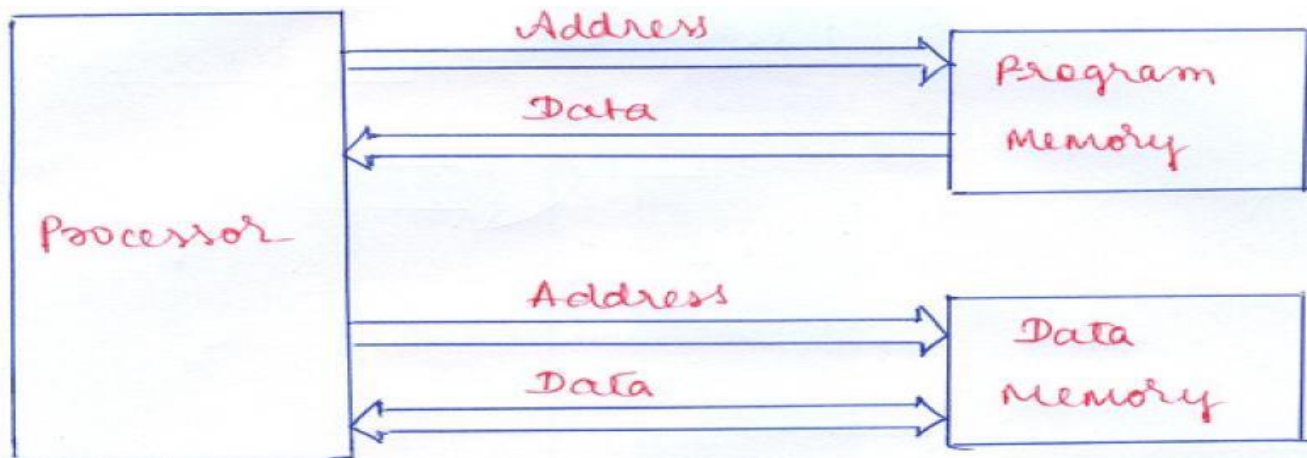 Address
Program
Data
Memory
Processor
Address
Data
Data
Memory